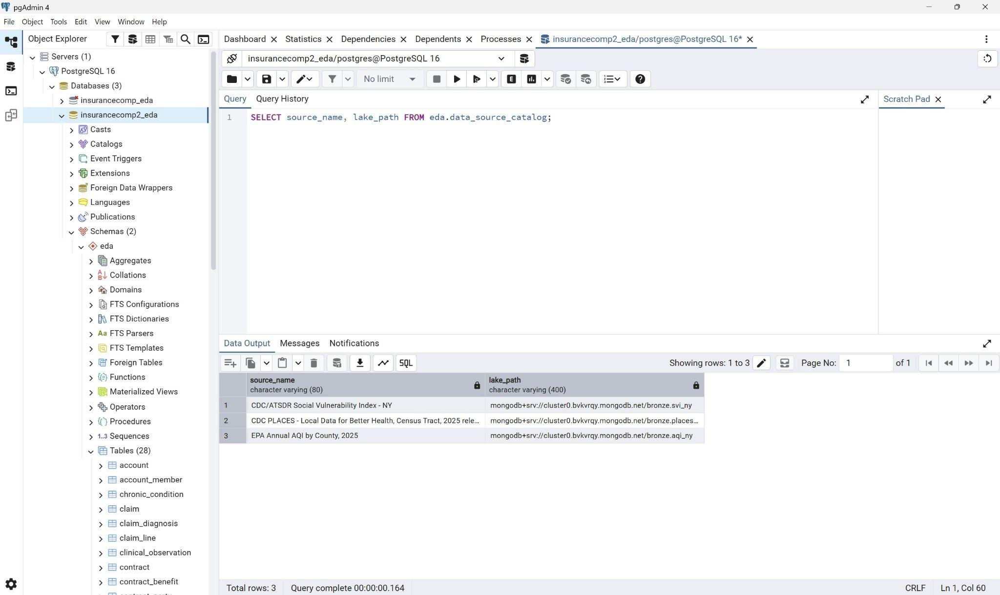 pgAdmin 4
File Object Tools Edit View Window Help
Object Explorer
Dashboard Statistics Dependencies Dependents Processes insurancecomp2_eda/postgres@PostgreSQL 16*
Servers (1)
PostgreSQL 16
Databases (3)
insurancecomp_eda
insurancecomp2_eda
Casts
Catalogs
Event Triggers
Extensions
Foreign Data Wrappers
Languages
Publications
Schemas (2)
eda
Aggregates
Collations
Domains
FTS Configurations
FTS Dictionaries
Aa FTS Parsers
FTS Templates
Foreign Tables
Functions
Materialized Views
Operators
Procedures
1..3 Sequences
Tables (28)
account
account_member
chronic_condition
claim
claim_diagnosis
claim_line
clinical_observation
contract
contract_benefit
insurancecomp2_eda/postgres@PostgreSQL 16
No limit
E
Query Query History
Scratch Pad
1 SELECT source_name, lake_path FROM eda.data_source_catalog;
Data Output Messages Notifications
SQL
Showing rows: 1 to 3
Page No: 1 of 1
source_name lake_path
character varying (80) character varying (400)
1 CDC/ATSDR Social Vulnerability Index - NY mongodb+srv://cluster0.bvkvrqy.mongodb.net/bronze.svi_ny
2 CDC PLACES - Local Data for Better Health, Census Tract, 2025 rele... mongodb+srv://cluster0.bvkvrqy.mongodb.net/bronze.places...
3 EPA Annual AQI by County, 2025 mongodb+srv://cluster0.bvkvrqy.mongodb.net/bronze.aqi_ny
Total rows: 3 Query complete 00:00:00.164
CRLF Ln 1, Col 60